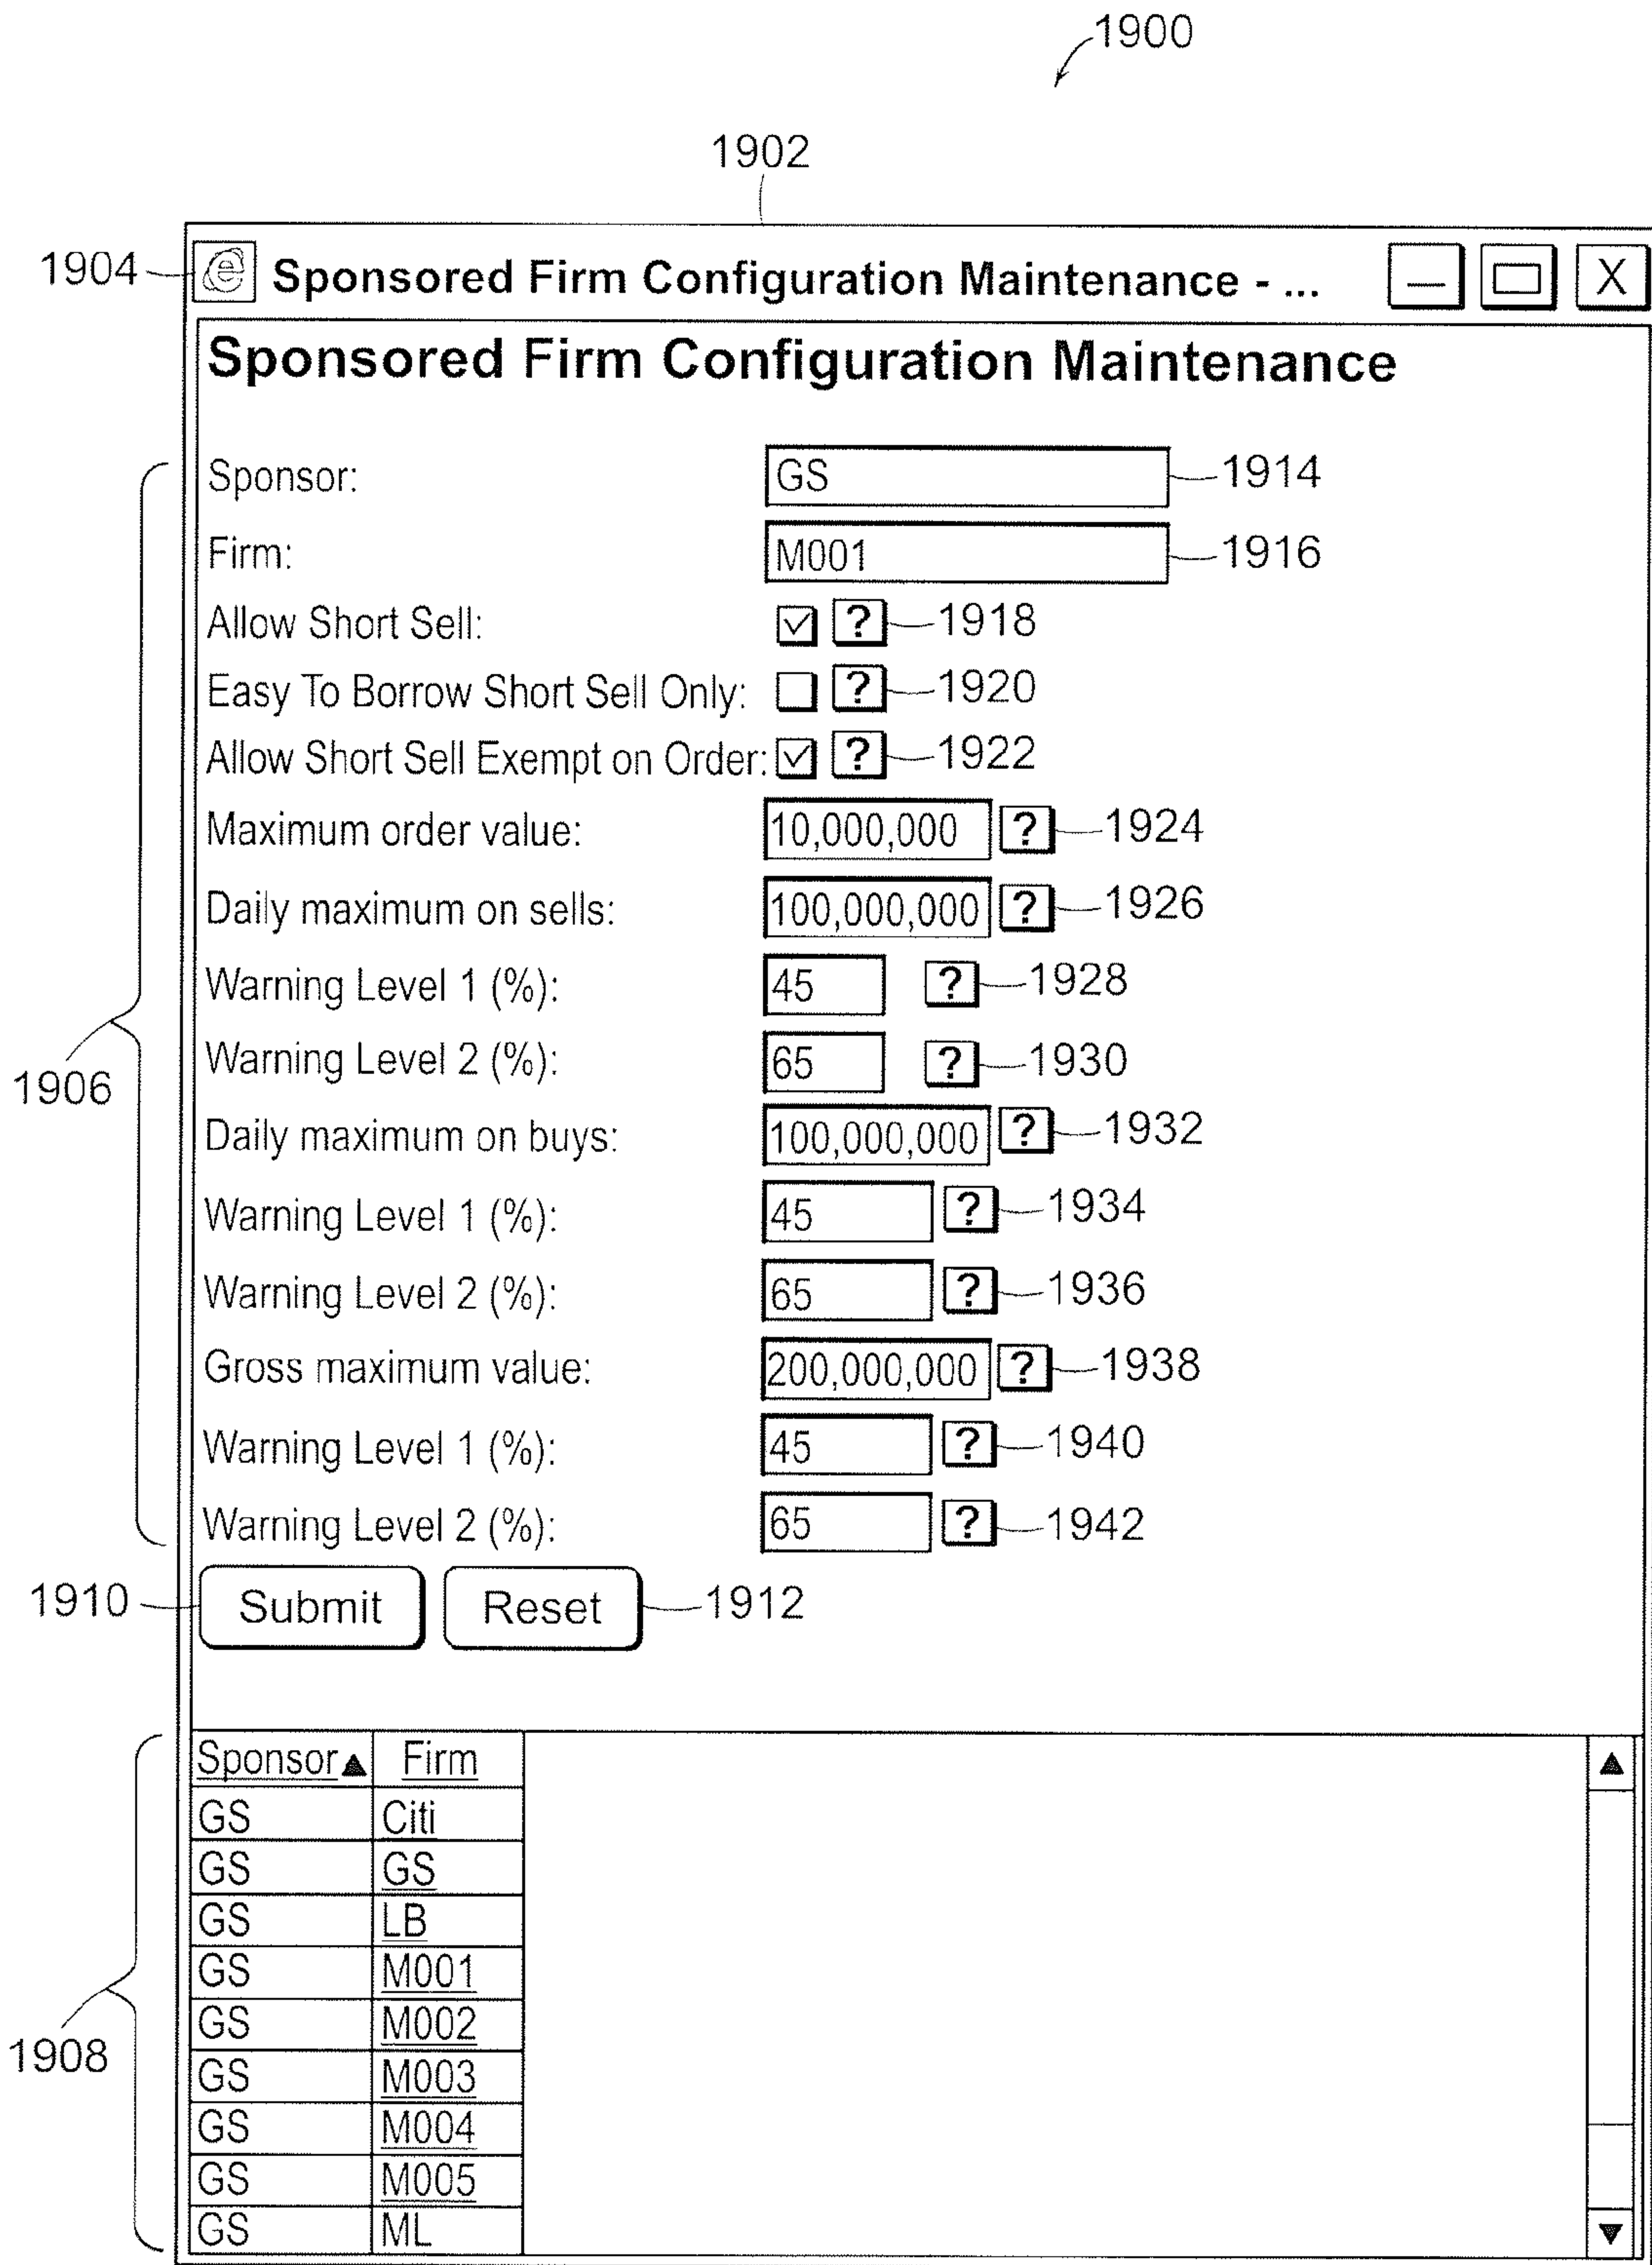 1900
1902
1904 e Sponsored Firm Configuration Maintenance - ... X
Sponsored Firm Configuration Maintenance
Sponsor: GS 1914
Firm: M001 1916
Allow Short Sell: ? 1918
Easy To Borrow Short Sell Only: ? 1920
Allow Short Sell Exempt on Order: ? 1922
Maximum order value: 10,000,000 ? 1924
Daily maximum on sells: 100,000,000 ? 1926
Warning Level 1 (%): 45 ? 1928
Warning Level 2 (%): 65 ? 1930
1906
Daily maximum on buys: 100,000,000 ? 1932
Warning Level 1 (%): 45 ? 1934
Warning Level 2 (%): 65 ? 1936
Gross maximum value: 200,000,000 ? 1938
Warning Level 1 (%): 45 ? 1940
Warning Level 2 (%): 65 ? 1942
1910 Submit Reset 1912
Sponsor▲ Firm
GS Citi
GS GS
GS LB
GS M001
GS M002
1908
GS M003
GS M004
GS M005
GS ML